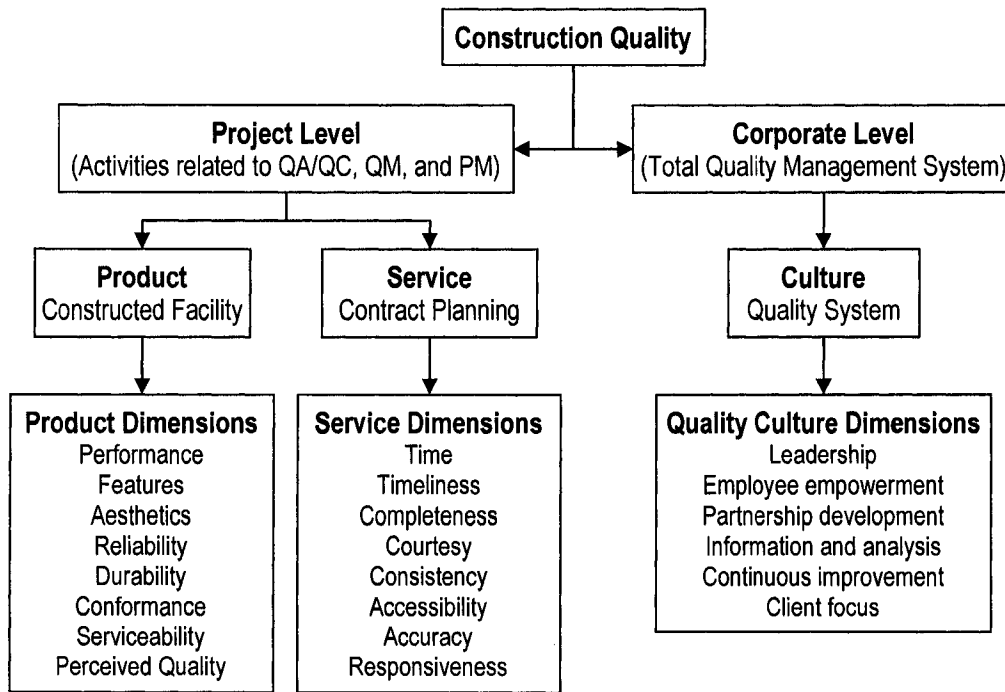 Construction Quality
Project Level
(Activities related to QA/QC, QM, and PM)
Corporate Level
(Total Quality Management System)
Product
Constructed Facility
Service
Contract Planning
Culture
Quality System
Product Dimensions
Performance
Features
Aesthetics
Reliability
Durability
Conformance
Serviceability
Perceived Quality
Service Dimensions
Time
Timeliness
Completeness
Courtesy
Consistency
Accessibility
Accuracy
Responsiveness
Quality Culture Dimensions
Leadership
Employee empowerment
Partnership development
Information and analysis
Continuous improvement
Client focus